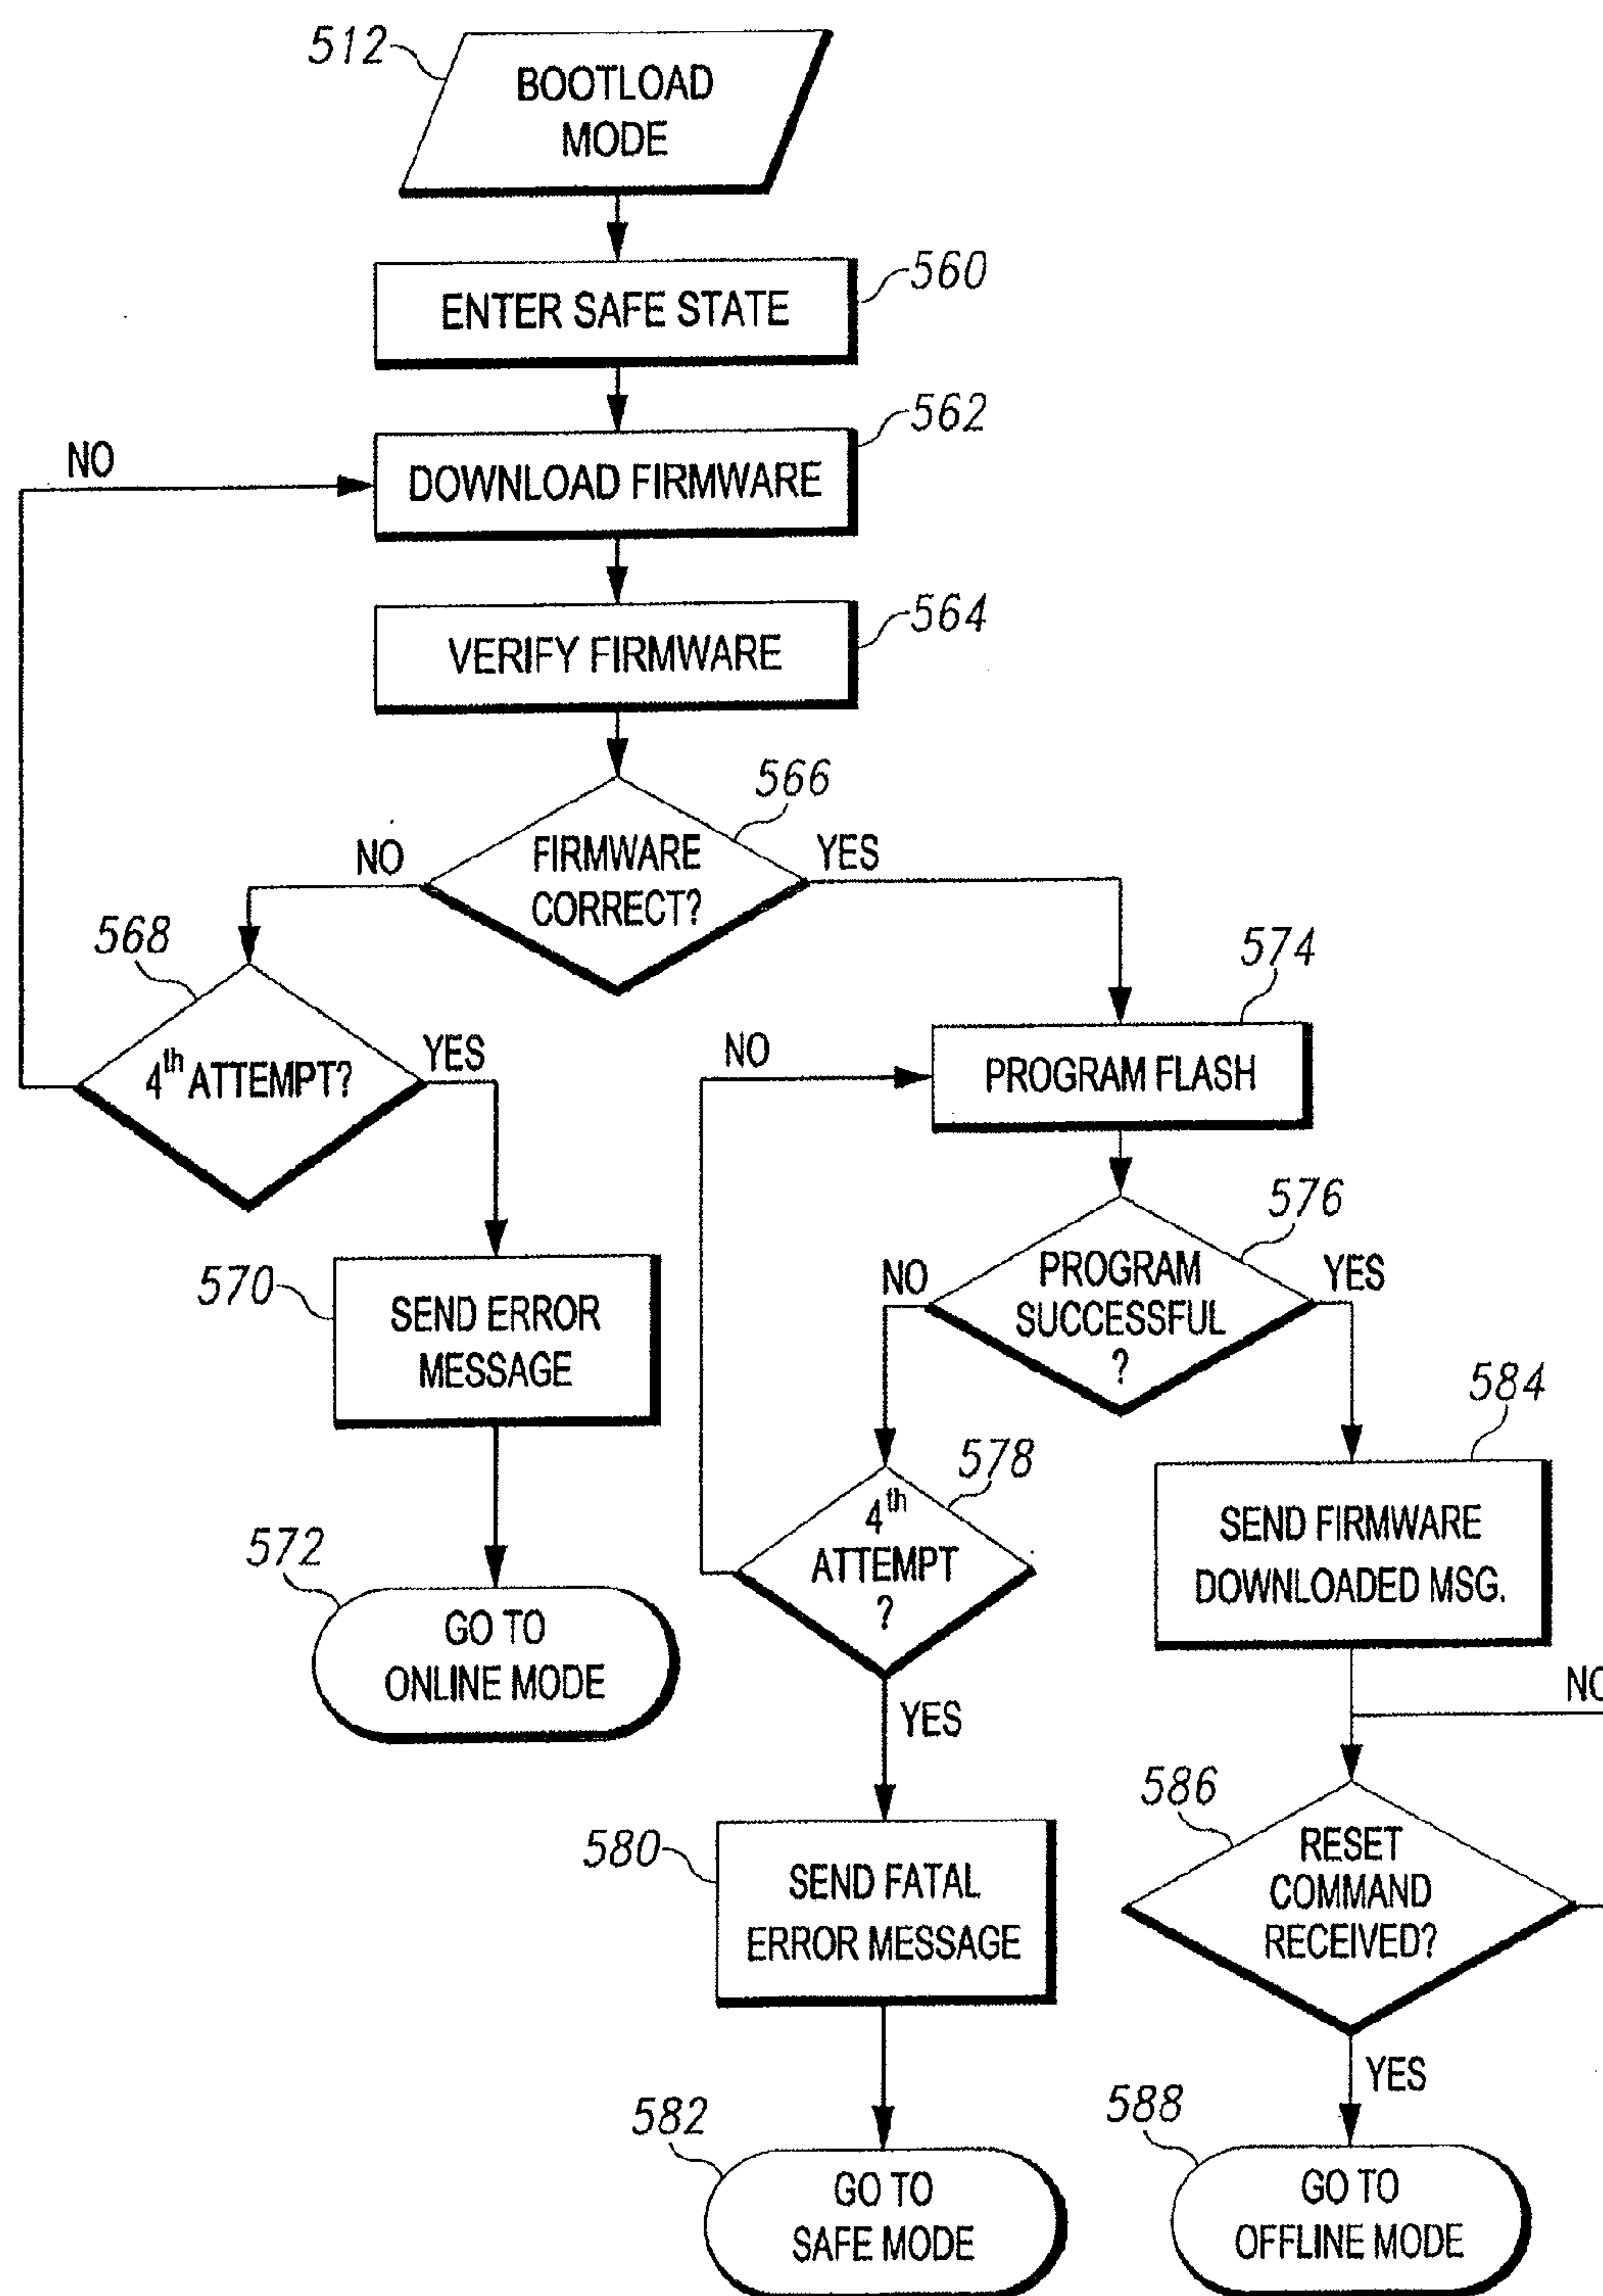 512
BOOTLOAD
MODE
560
ENTER SAFE STATE
562
NO
DOWNLOAD FIRMWARE
564
VERIFY FIRMWARE
566
NO
FIRMWARE
CORRECT?
YES
568
4th ATTEMPT?
YES
574
NO
PROGRAM FLASH
576
NO
PROGRAM
SUCCESSFUL
?
YES
570
SEND ERROR
MESSAGE
584
578
4th
ATTEMPT
?
SEND FIRMWARE
DOWNLOADED MSG.
572
GO TO
ONLINE MODE
YES
NO
586
RESET
COMMAND
RECEIVED?
580
SEND FATAL
ERROR MESSAGE
YES
582
GO TO
SAFE MODE
588
GO TO
OFFLINE MODE